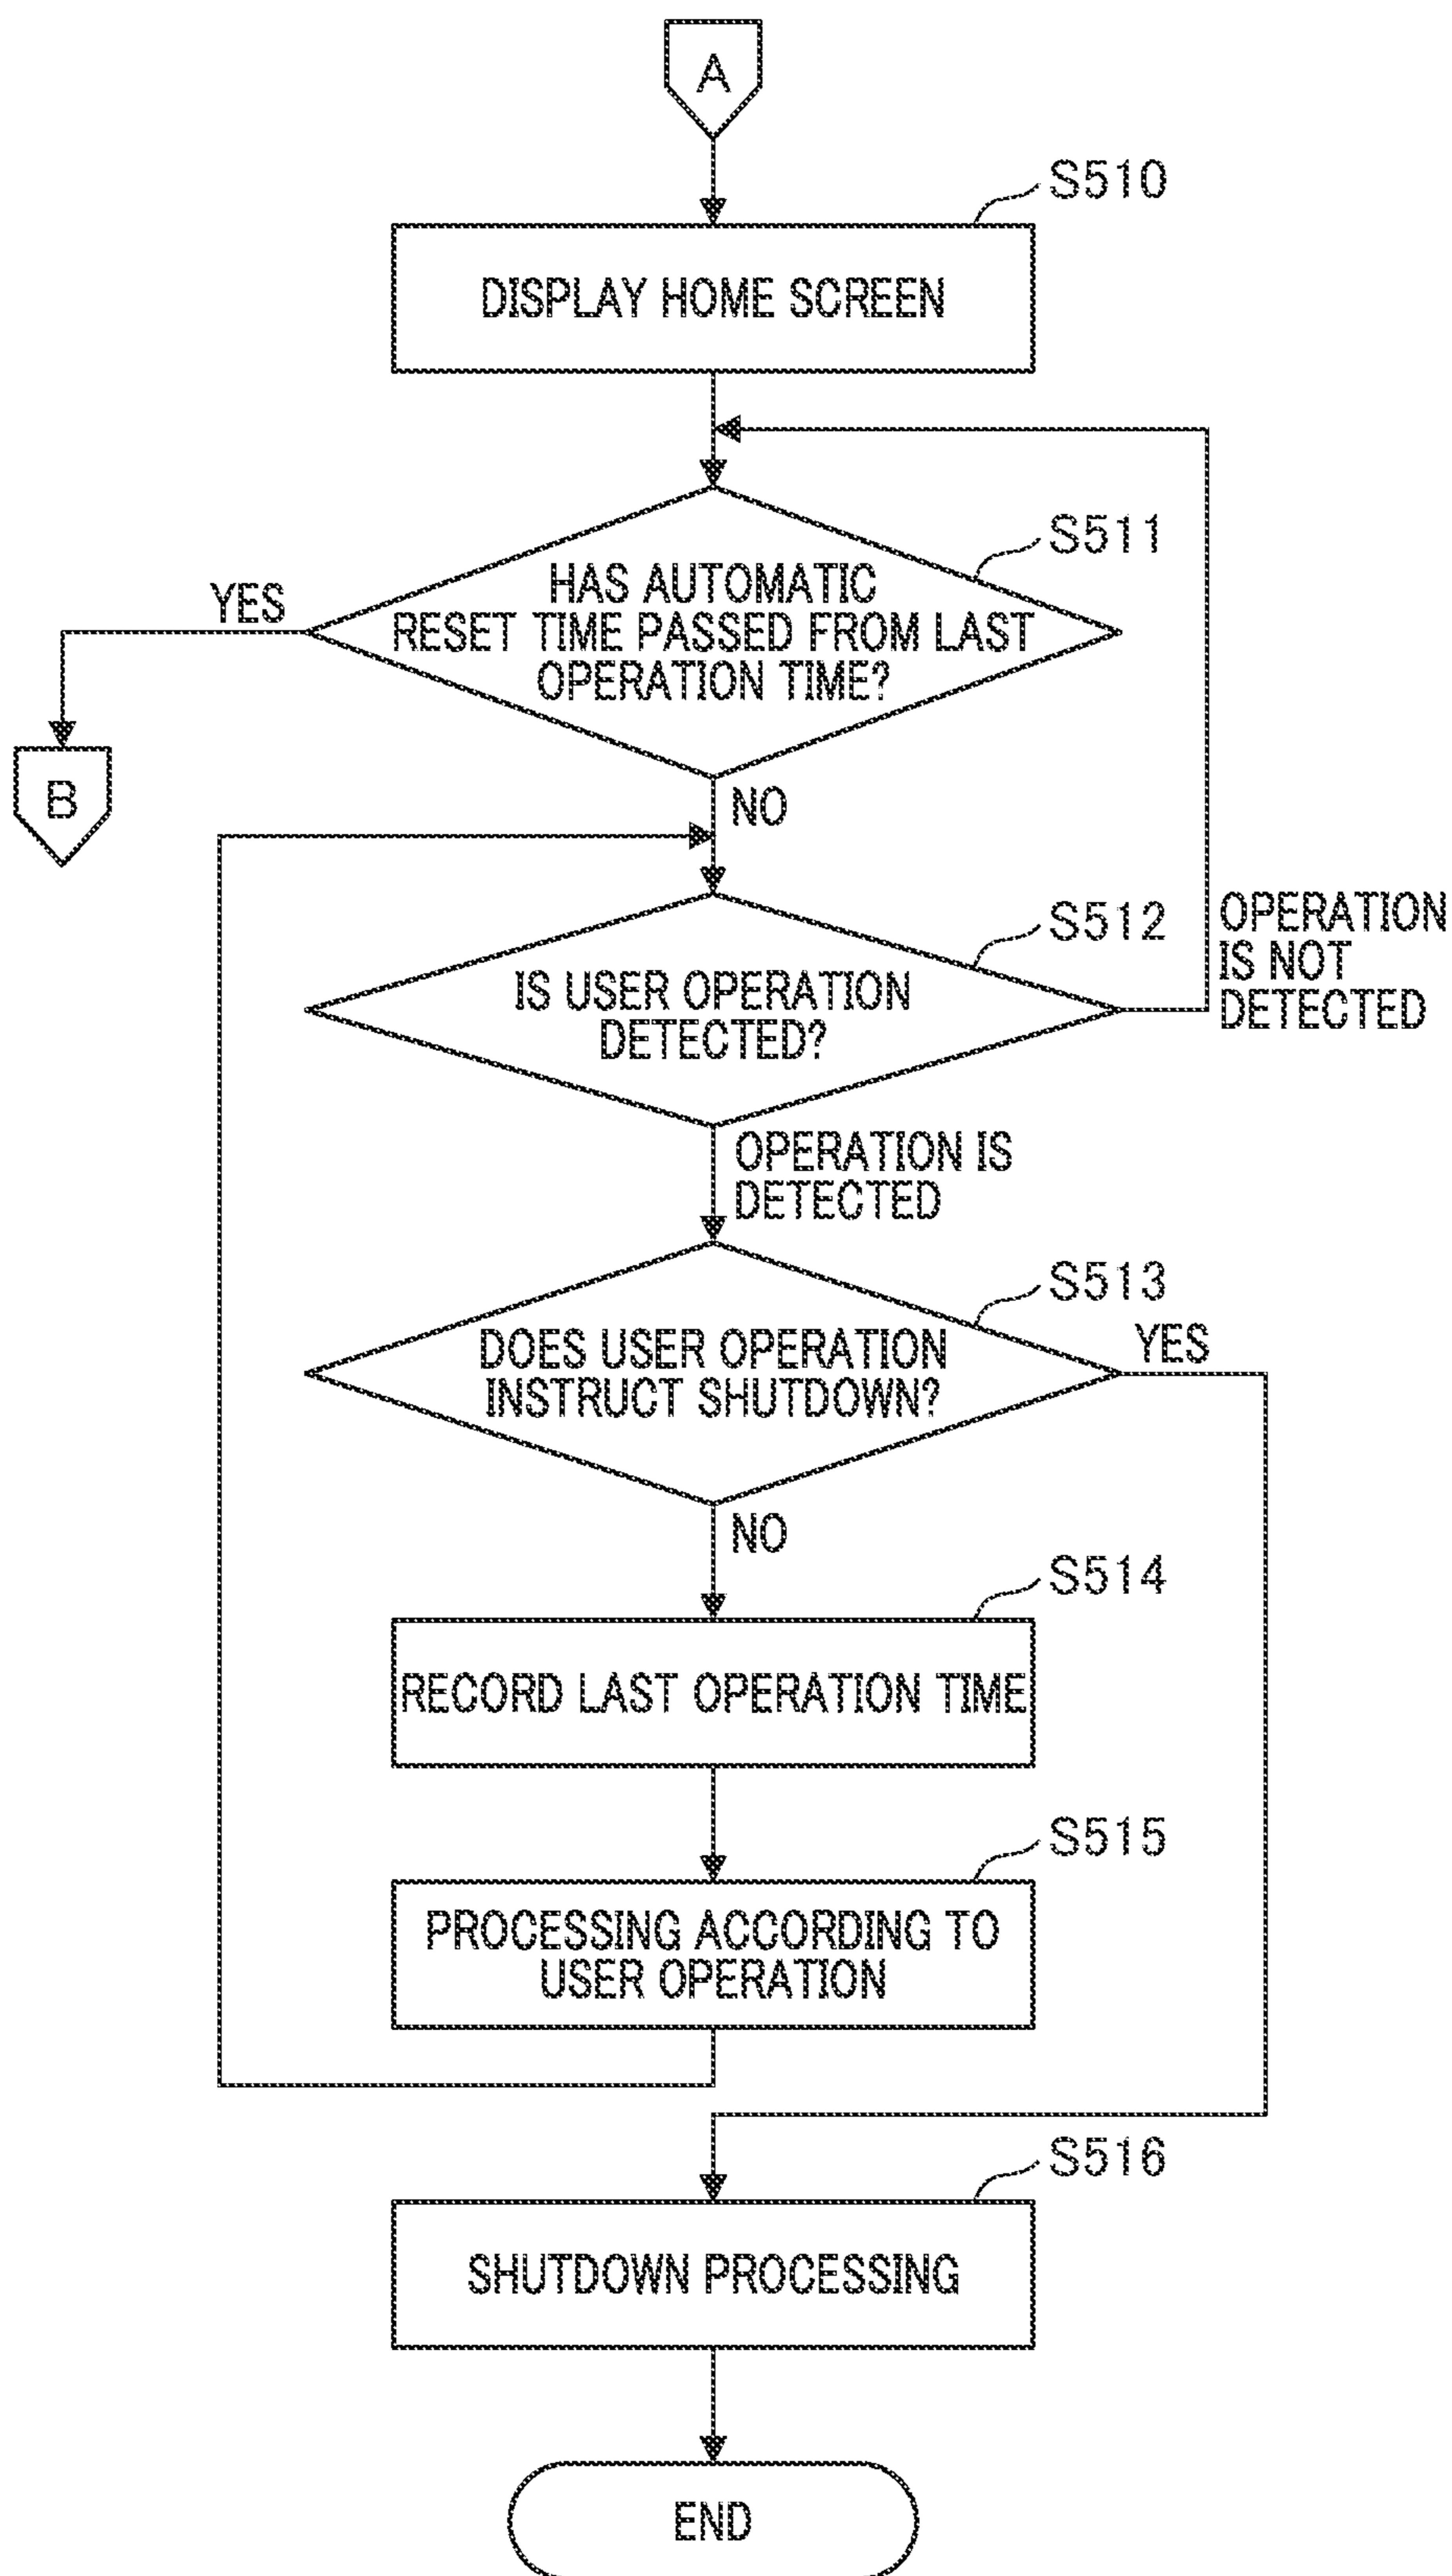 A
S510
DISPLAY HOME SCREEN
S511
HAS AUTOMATIC
RESET TIME PASSED FROM LAST
OPERATION TIME?
YES
B
NO
S512
IS USER OPERATION
DETECTED?
OPERATION
IS NOT
DETECTED
OPERATION IS
DETECTED
S513
DOES USER OPERATION
INSTRUCT SHUTDOWN?
YES
NO
S514
RECORD LAST OPERATION TIME
S515
PROCESSING ACCORDING TO
USER OPERATION
S516
SHUTDOWN PROCESSING
END